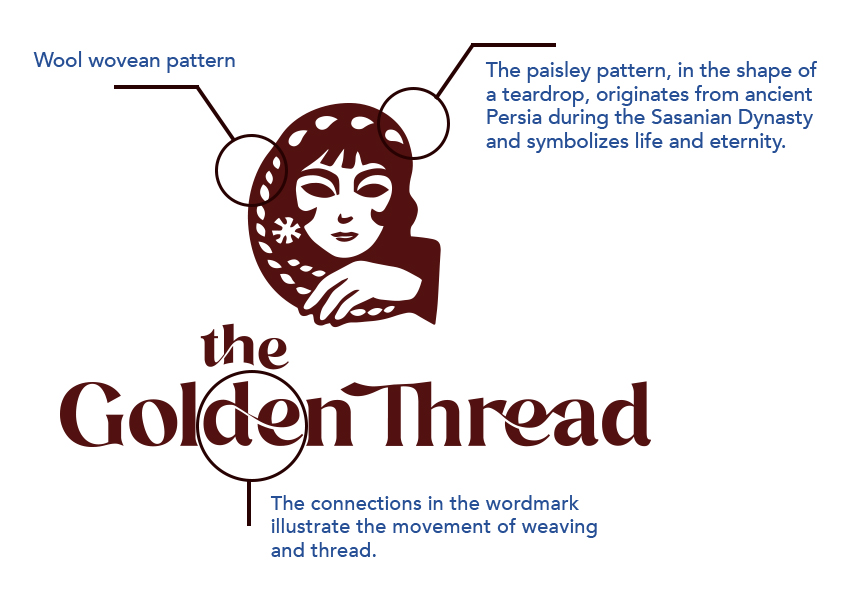 Wool wovean pattern
The paisley pattern, in the shape of
a teardrop, originates from ancient
Persia during the Sasanian Dynasty
and symbolizes life and eternity.
the
Golden Thread
The connections in the wordmark
illustrate the movement of weaving
and thread.